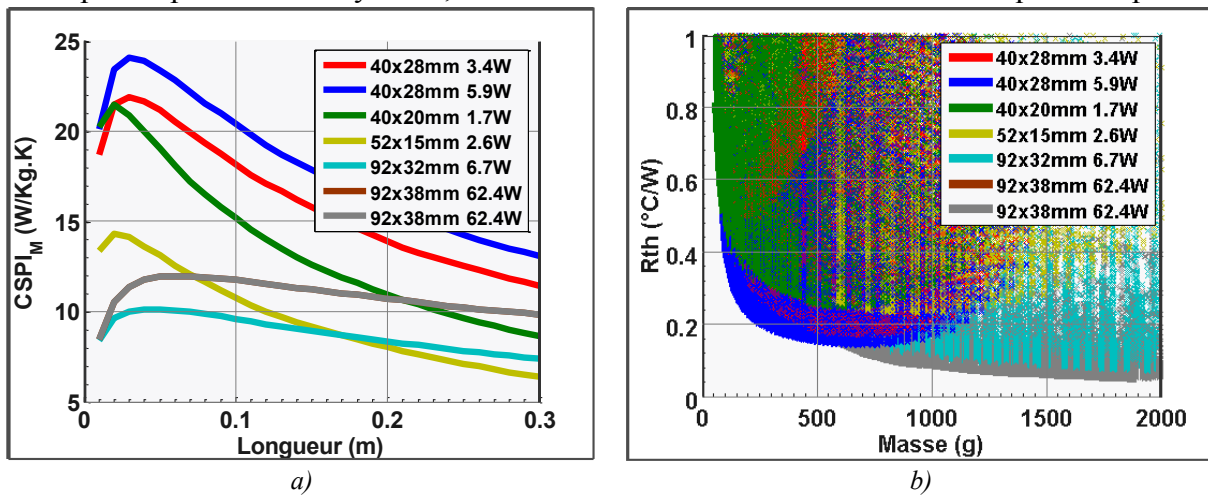 25
20
15
10
5
0
0.1
0.2
0.3
CSPI_M (W/Kg.K)
Longueur (m)
40x28mm 3.4W
40x28mm 5.9W
40x20mm 1.7W
52x15mm 2.6W
92x32mm 6.7W
92x38mm 62.4W
92x38mm 62.4W
a)
1
0.8
0.6
0.4
0.2
0
0
500
1000
1500
2000
Rth (°C/W)
Masse (g)
40x28mm 3.4W
40x28mm 5.9W
40x20mm 1.7W
52x15mm 2.6W
92x32mm 6.7W
92x38mm 62.4W
92x38mm 62.4W
b)